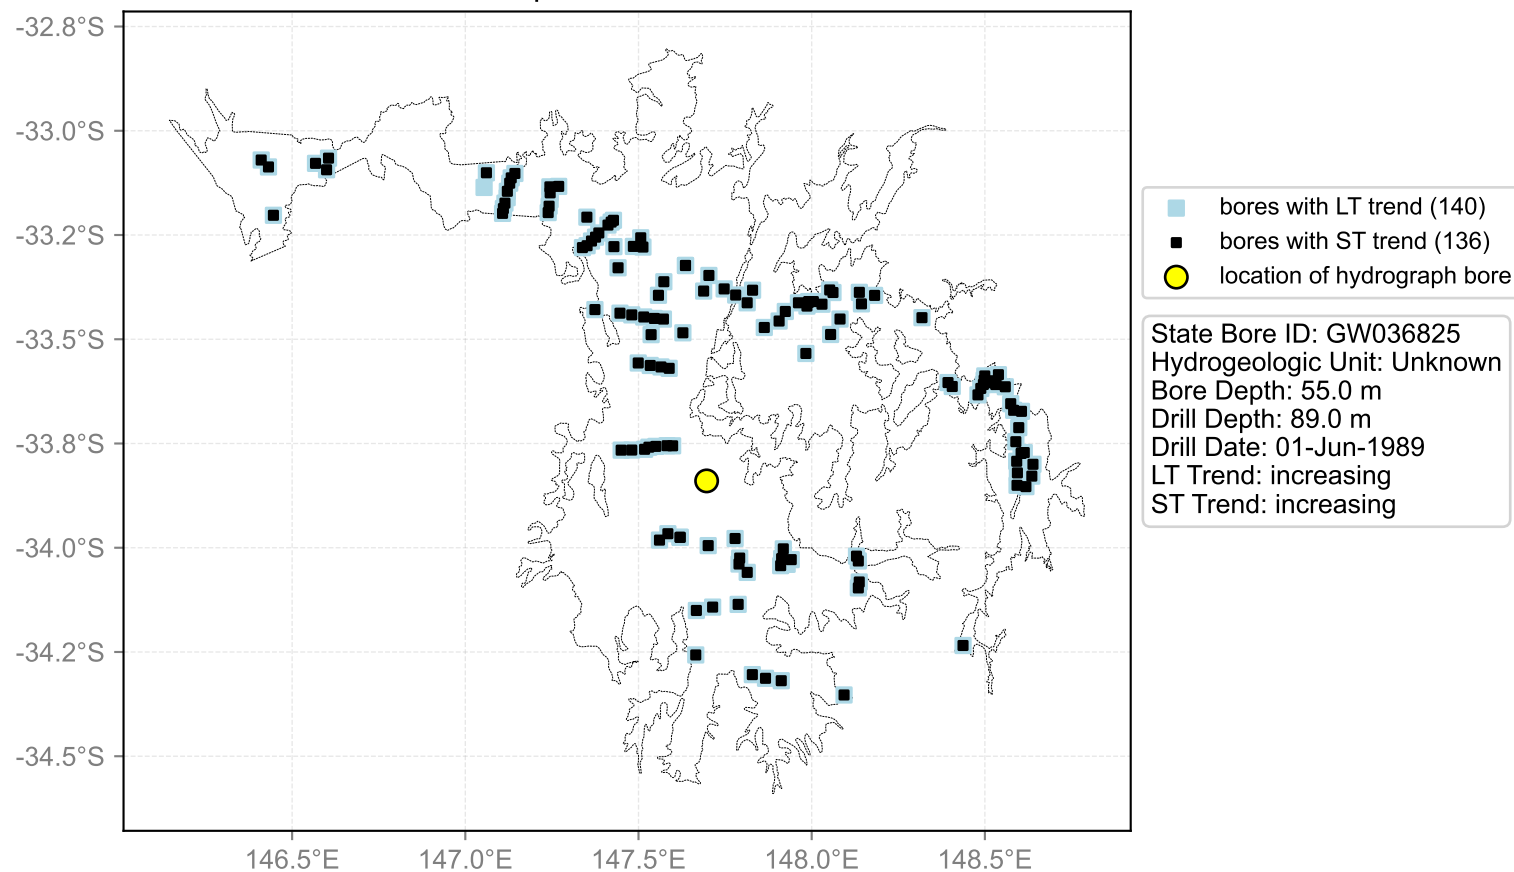 -32.8°S
-33.0°S
-33.2°S
-33.5°S
-33.8°S
-34.0°S
-34.2°S
-34.5°S
146.5°E
147.0°E
147.5°E
148.0°E
148.5°E
bores with LT trend (140)
bores with ST trend (136)
location of hydrograph bore
State Bore ID: GW036825
Hydrogeologic Unit: Unknown
Bore Depth: 55.0 m
Drill Depth: 89.0 m
Drill Date: 01-Jun-1989
LT Trend: increasing
ST Trend: increasing